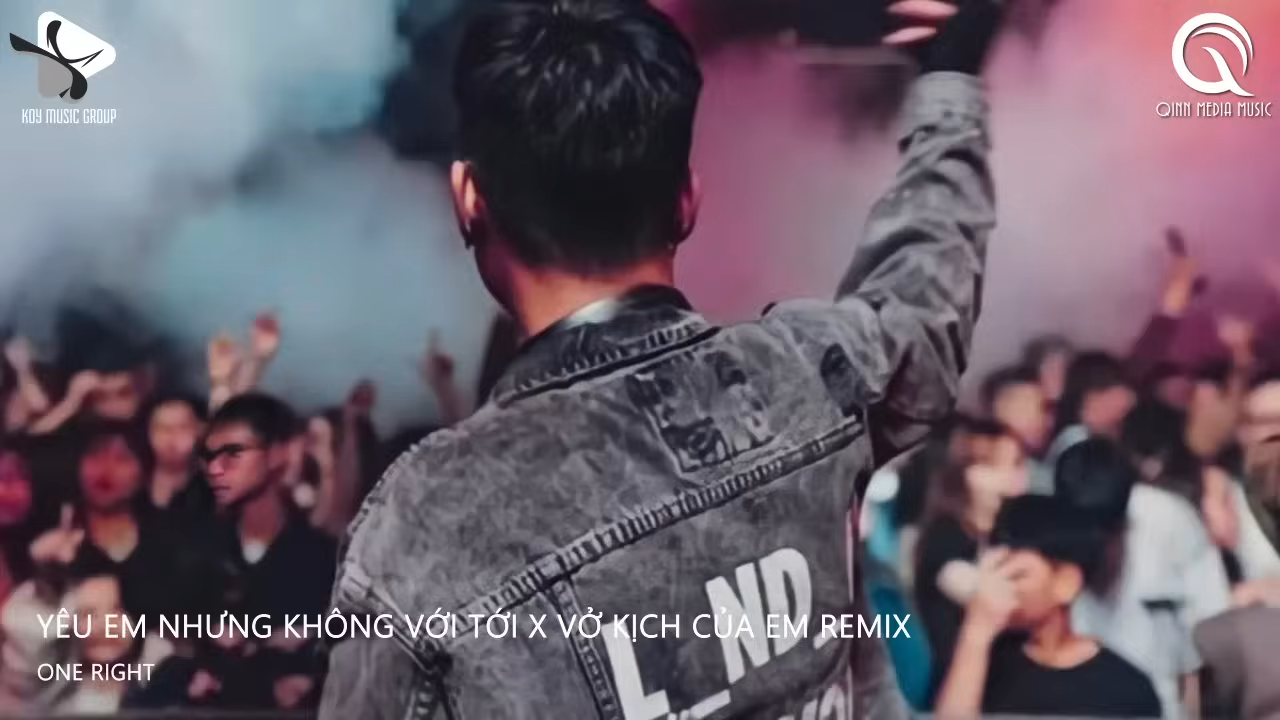 KOY MUSIC GROUP
QINN MEDIA MUSIC
L_ND
YÊU EM NHƯNG KHÔNG VỚI TỚI X VỞ KỊCH CỦA EM REMIX
ONE RIGHT